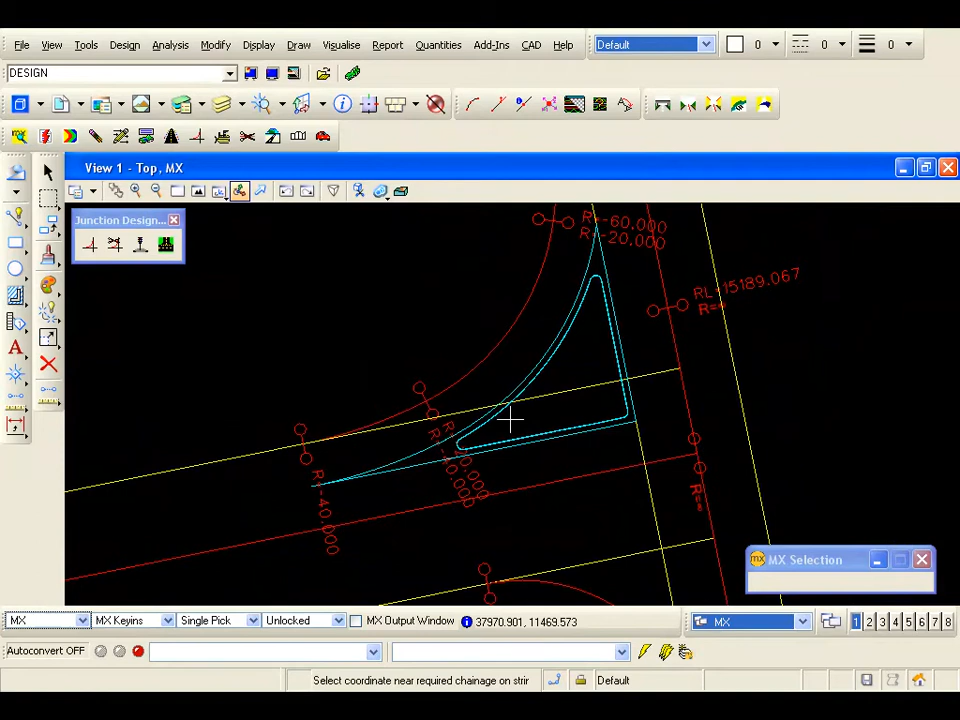 File View Tools Design Analysis Modify Display Draw Visualise Report Quantities Add-Ins CAD Help Default 0 0 0
DESIGN
View 1 - Top, MX
Junction Design...
R=-60.000
R=-20.000
RL-15189.067
R=∞
R=-40.000
R=∞
MX Selection
MX MX Keyins Single Pick Unlocked MX Output Window 37970.901, 11469.573 MX 1 2 3 4 5 6 7 8
Autoconvert OFF
Select coordinate near required chainage on strir Default